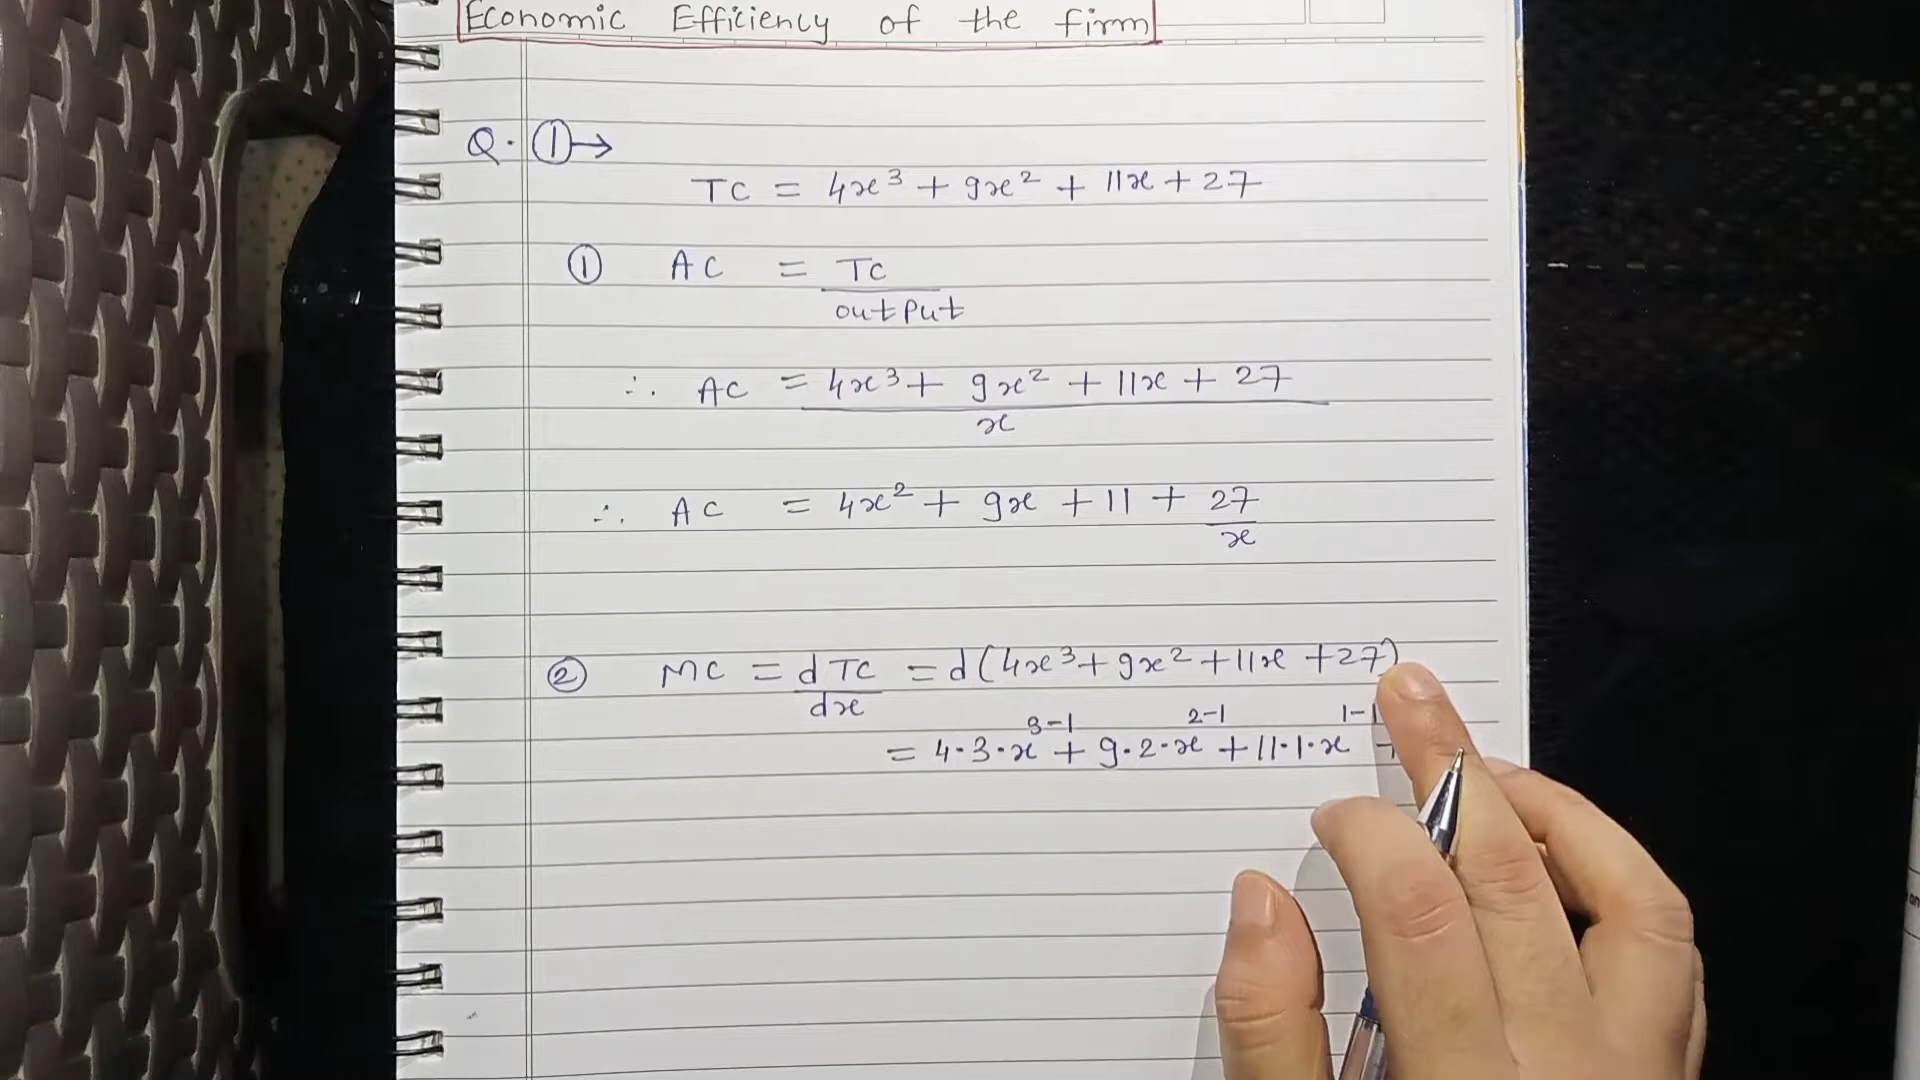 Economic Efficiency of the firm
Q. ①→
TC = 4x³ + 9x² + 11x + 27
① AC = TC
output
∴ AC = 4x³ + 9x² + 11x + 27
x
∴ AC = 4x² + 9x + 11 + 27
x
② MC = d TC = d(4x³ + 9x² + 11x + 27)
dx
3-1 2-1 1-1
= 4·3·x + 9·2·x + 11·1·x +